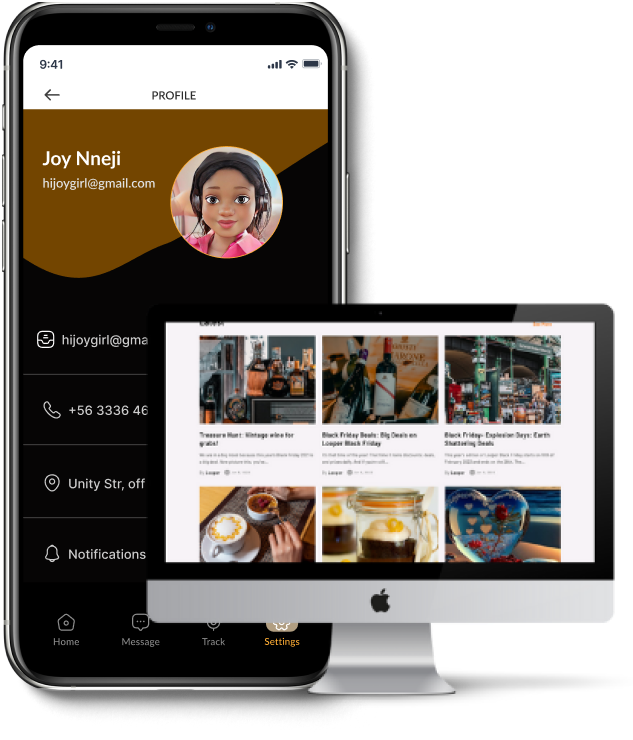 9:41
PROFILE
Joy Nneji
hijoygirl@gmail.com
hijoygirl@gma
+56 3336 46
Unity Str, off
Notifications
Home
Message
Track
Settings
Treasure Hunt: Vintage wine for
grabs!
Black Friday Deals: Big Deals on
Looper Black Friday
Black Friday- Explosion Days: Earth
Shattering Deals
By Looper
By Looper
By Looper